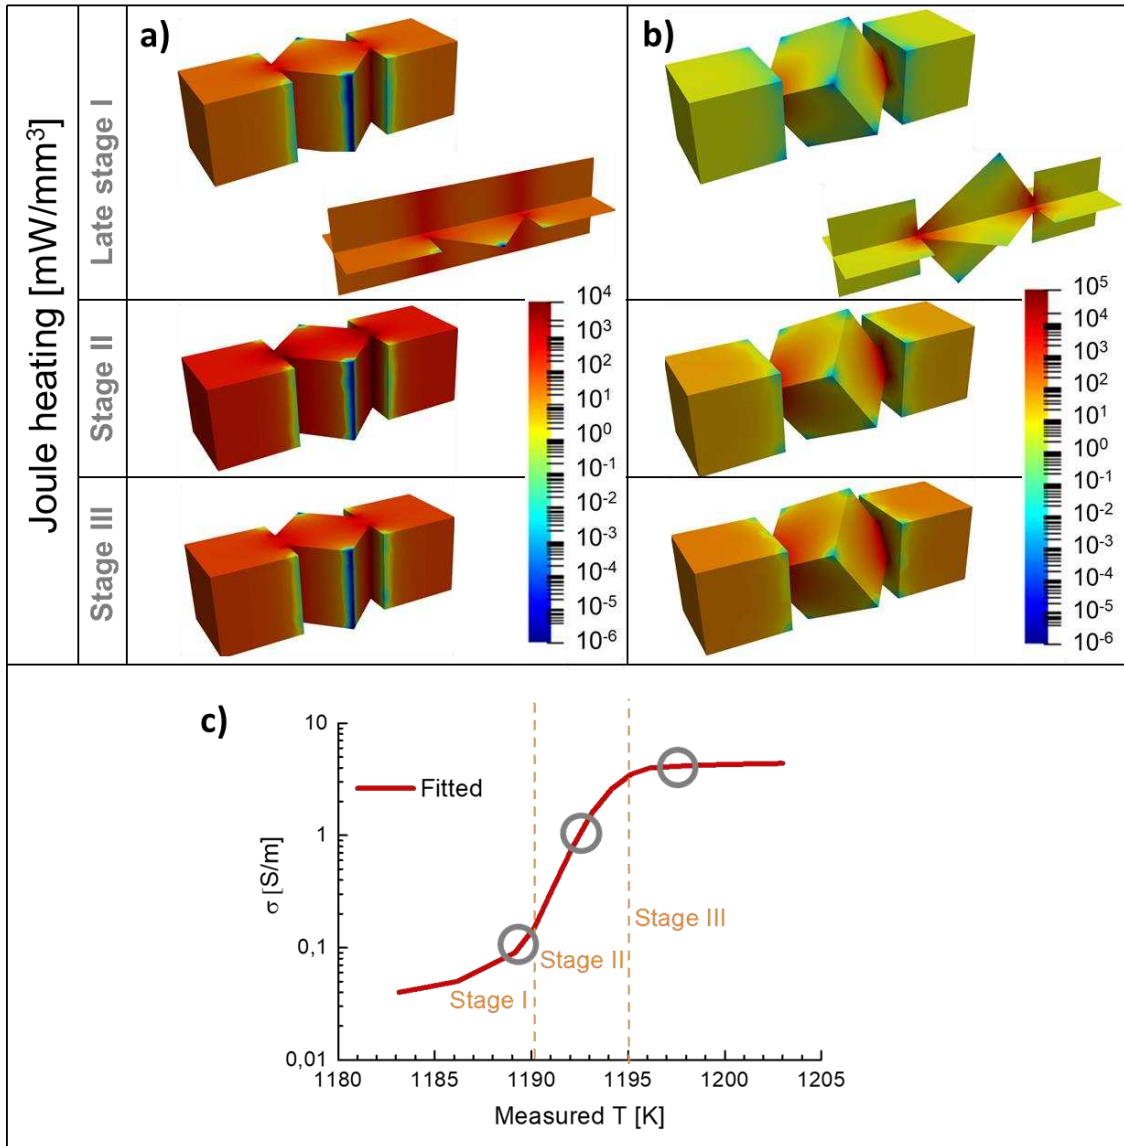 Joule heating [mW/mm³]
Late stage I
Stage II
Stage III
a)
b)
10⁴
10³
10²
10¹
10⁰
10⁻¹
10⁻²
10⁻³
10⁻⁴
10⁻⁵
10⁻⁶
10⁵
10⁴
10³
10²
10¹
10⁰
10⁻¹
10⁻²
10⁻³
10⁻⁴
10⁻⁵
10⁻⁶
c)
10
1
0,1
0,01
σ [S/m]
Fitted
Stage I
Stage II
Stage III
1180 1185 1190 1195 1200 1205
Measured T [K]